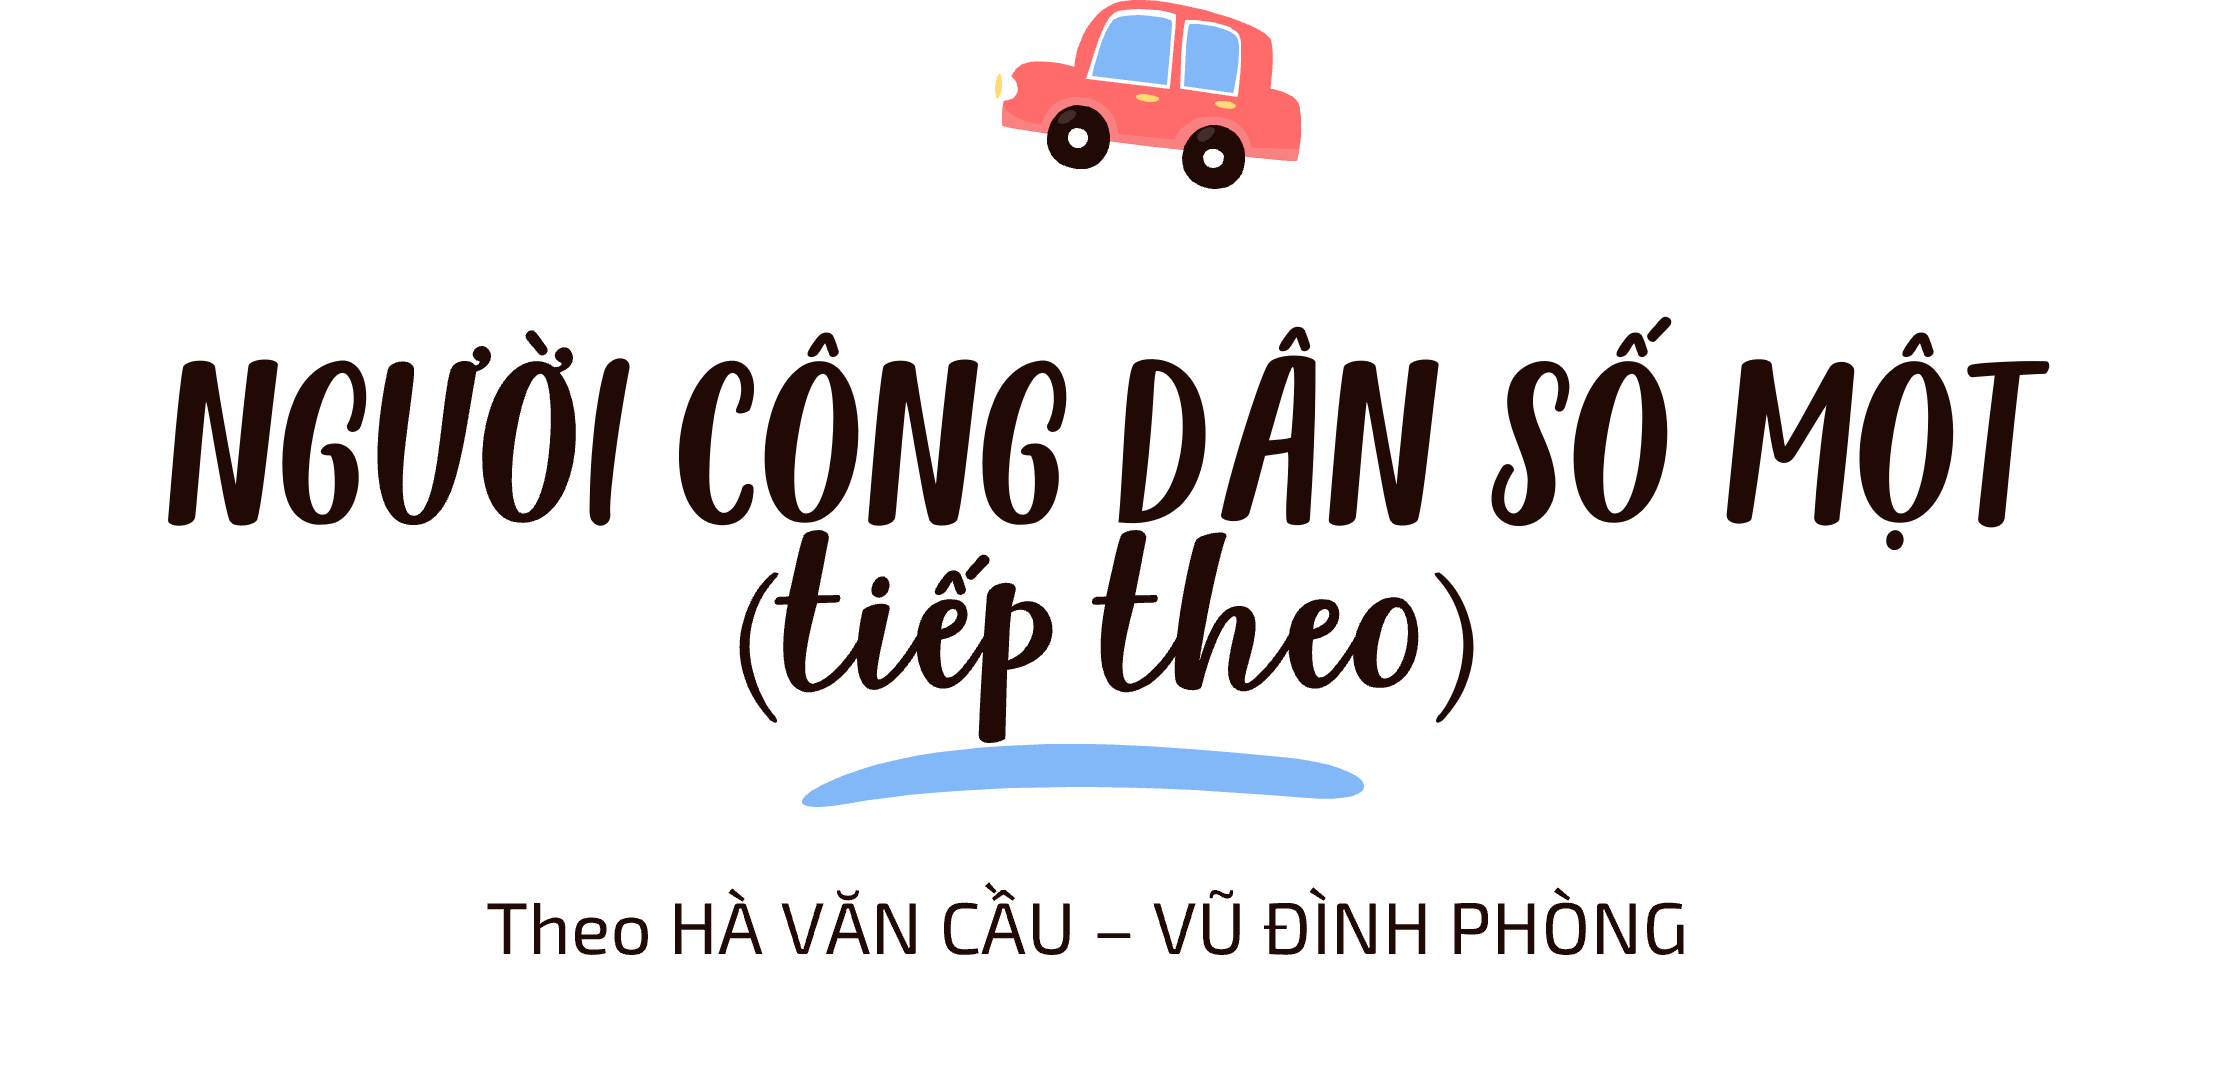 NGƯỜI CÔNG DÂN SỐ MỘT
(tiếp theo)
Theo HÀ VĂN CẦU – VŨ ĐÌNH PHÒNG